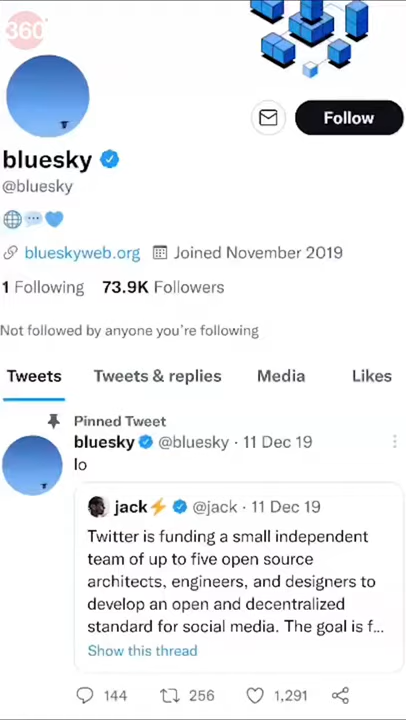 360
Follow
bluesky
@bluesky
blueskyweb.org Joined November 2019
1 Following 73.9K Followers
Not followed by anyone you're following
Tweets Tweets & replies Media Likes
Pinned Tweet
bluesky @bluesky · 11 Dec 19
lo
jack @jack · 11 Dec 19
Twitter is funding a small independent
team of up to five open source
architects, engineers, and designers to
develop an open and decentralized
standard for social media. The goal is f...
Show this thread
144 256 1,291